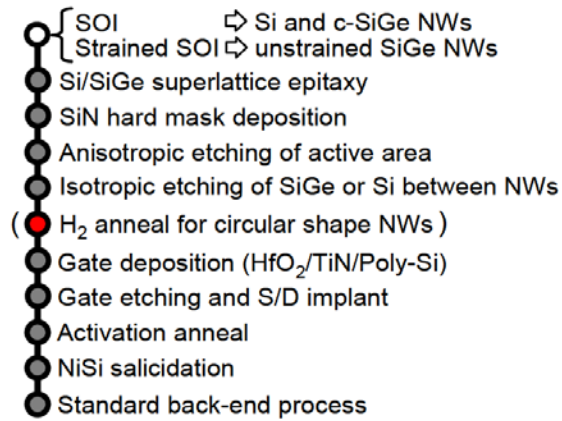 SOI ⇨ Si and c-SiGe NWs
Strained SOI ⇨ unstrained SiGe NWs
Si/SiGe superlattice epitaxy
SiN hard mask deposition
Anisotropic etching of active area
Isotropic etching of SiGe or Si between NWs
( H₂ anneal for circular shape NWs )
Gate deposition (HfO₂/TiN/Poly-Si)
Gate etching and S/D implant
Activation anneal
NiSi salicidation
Standard back-end process